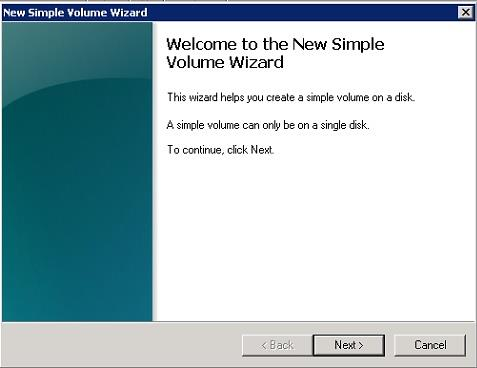 New Simple Volume Wizard
Welcome to the New Simple
Volume Wizard
This wizard helps you create a simple volume on a disk.
A simple volume can only be on a single disk.
To continue, click Next.
< Back
Next >
Cancel